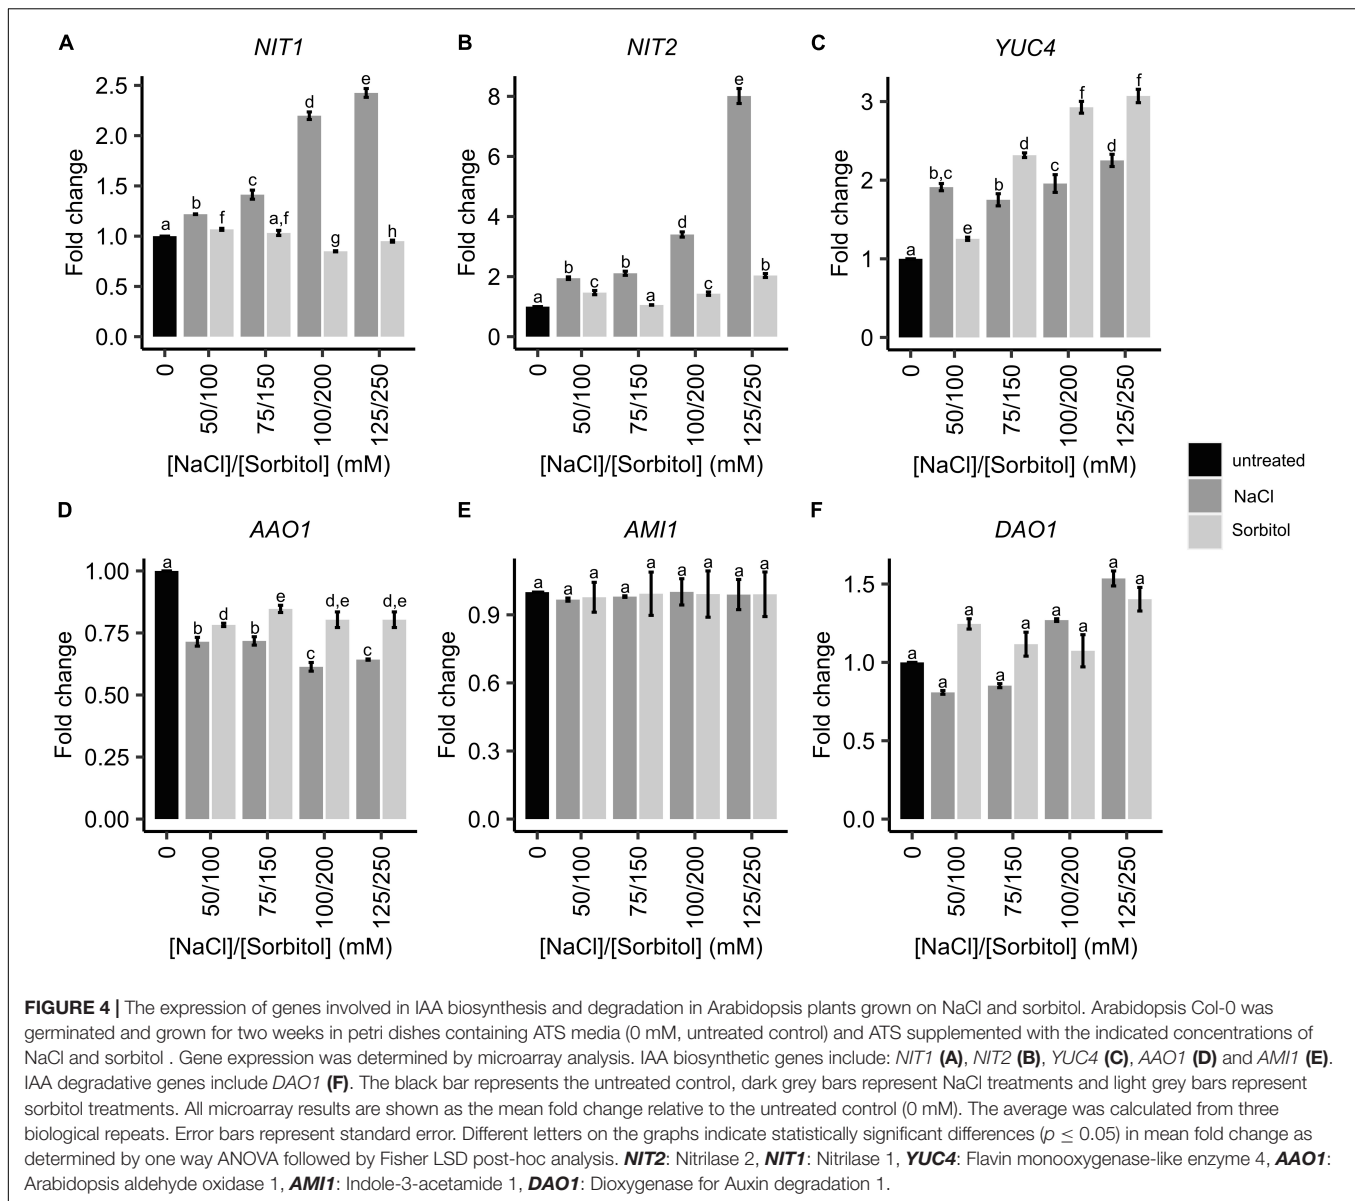 A
NIT1
Fold change
2.5
2.0
1.5
1.0
0.5
0.0
a
b
f
c
a,f
d
g
e
h
0
50/100
75/150
100/200
125/250
[NaCl]/[Sorbitol] (mM)
B
NIT2
Fold change
8
6
4
2
0
a
b
c
b
a
d
c
e
b
0
50/100
75/150
100/200
125/250
[NaCl]/[Sorbitol] (mM)
C
YUC4
Fold change
3
2
1
0
a
b,c
e
b
d
c
f
d
f
0
50/100
75/150
100/200
125/250
[NaCl]/[Sorbitol] (mM)
untreated
NaCl
Sorbitol
D
AAO1
Fold change
1.00
0.75
0.50
0.25
0.00
a
b
d
b
e
c
d,e
c
d,e
0
50/100
75/150
100/200
125/250
[NaCl]/[Sorbitol] (mM)
E
AMI1
Fold change
0.9
0.6
0.3
0.0
a
a
a
a
a
a
a
a
a
0
50/100
75/150
100/200
125/250
[NaCl]/[Sorbitol] (mM)
F
DAO1
Fold change
1.5
1.0
0.5
0.0
a
a
a
a
a
a
a
a
a
0
50/100
75/150
100/200
125/250
[NaCl]/[Sorbitol] (mM)
FIGURE 4 | The expression of genes involved in IAA biosynthesis and degradation in Arabidopsis plants grown on NaCl and sorbitol. Arabidopsis Col-0 was
germinated and grown for two weeks in petri dishes containing ATS media (0 mM, untreated control) and ATS supplemented with the indicated concentrations of
NaCl and sorbitol . Gene expression was determined by microarray analysis. IAA biosynthetic genes include: NIT1 (A), NIT2 (B), YUC4 (C), AAO1 (D) and AMI1 (E).
IAA degradative genes include DAO1 (F). The black bar represents the untreated control, dark grey bars represent NaCl treatments and light grey bars represent
sorbitol treatments. All microarray results are shown as the mean fold change relative to the untreated control (0 mM). The average was calculated from three
biological repeats. Error bars represent standard error. Different letters on the graphs indicate statistically significant differences (p ≤ 0.05) in mean fold change as
determined by one way ANOVA followed by Fisher LSD post-hoc analysis. NIT2: Nitrilase 2, NIT1: Nitrilase 1, YUC4: Flavin monooxygenase-like enzyme 4, AAO1:
Arabidopsis aldehyde oxidase 1, AMI1: Indole-3-acetamide 1, DAO1: Dioxygenase for Auxin degradation 1.